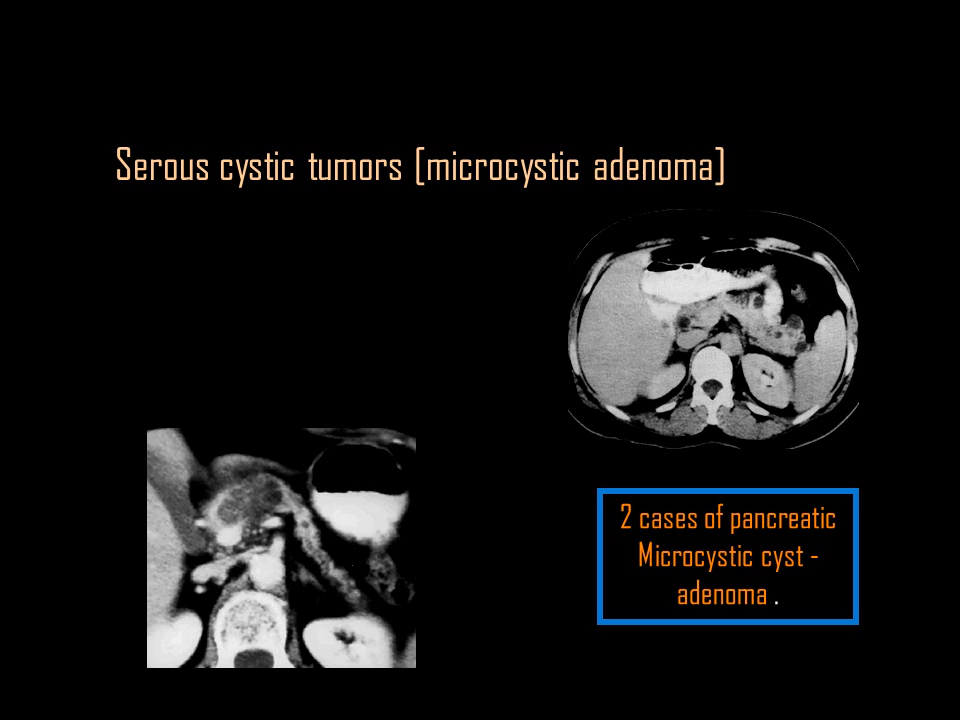 Serous cystic tumors [microcystic adenoma]
2 cases of pancreatic
Microcystic cyst -
adenoma .